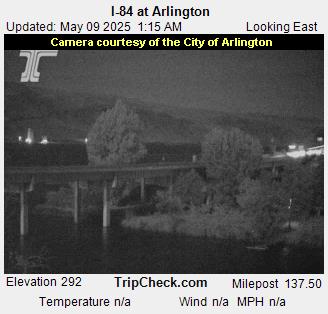 I-84 at Arlington
Updated: May 09 2025 1:15 AM Looking East
Camera courtesy of the City of Arlington
Elevation 292 TripCheck.com Milepost 137.50
Temperature n/a Wind n/a MPH n/a